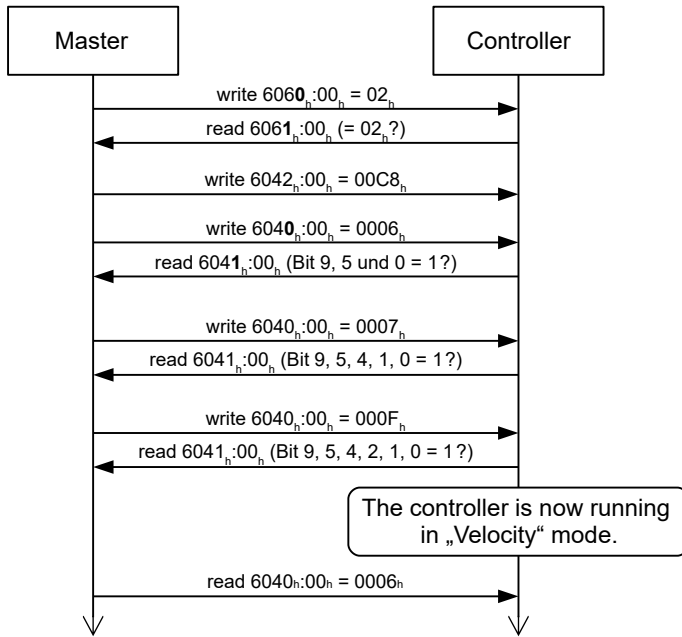 Master
Controller
write 6060ₕ:00ₕ = 02ₕ
read 6061ₕ:00ₕ (= 02ₕ?)
write 6042ₕ:00ₕ = 00C8ₕ
write 6040ₕ:00ₕ = 0006ₕ
read 6041ₕ:00ₕ (Bit 9, 5 und 0 = 1?)
write 6040ₕ:00ₕ = 0007ₕ
read 6041ₕ:00ₕ (Bit 9, 5, 4, 1, 0 = 1?)
write 6040ₕ:00ₕ = 000Fₕ
read 6041ₕ:00ₕ (Bit 9, 5, 4, 2, 1, 0 = 1?)
The controller is now running
in „Velocity“ mode.
read 6040ₕ:00ₕ = 0006ₕ